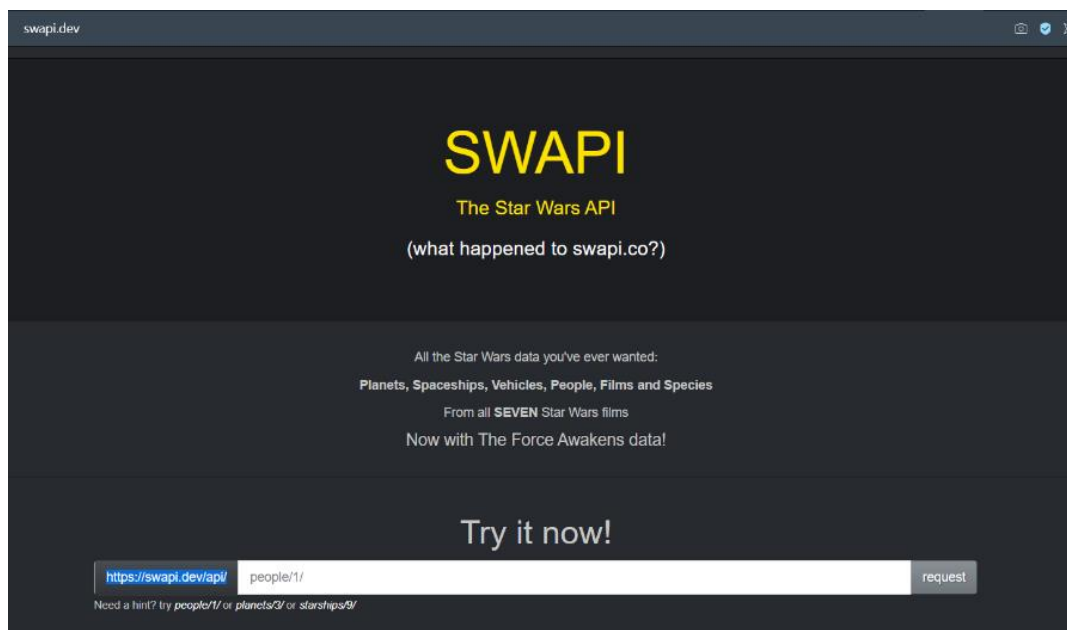 swapi.dev
SWAPI
The Star Wars API
(what happened to swapi.co?)
All the Star Wars data you've ever wanted:
Planets, Spaceships, Vehicles, People, Films and Species
From all SEVEN Star Wars films
Now with The Force Awakens data!
Try it now!
https://swapi.dev/api/ people/1/ request
Need a hint? try people/1/ or planets/3/ or starships/9/